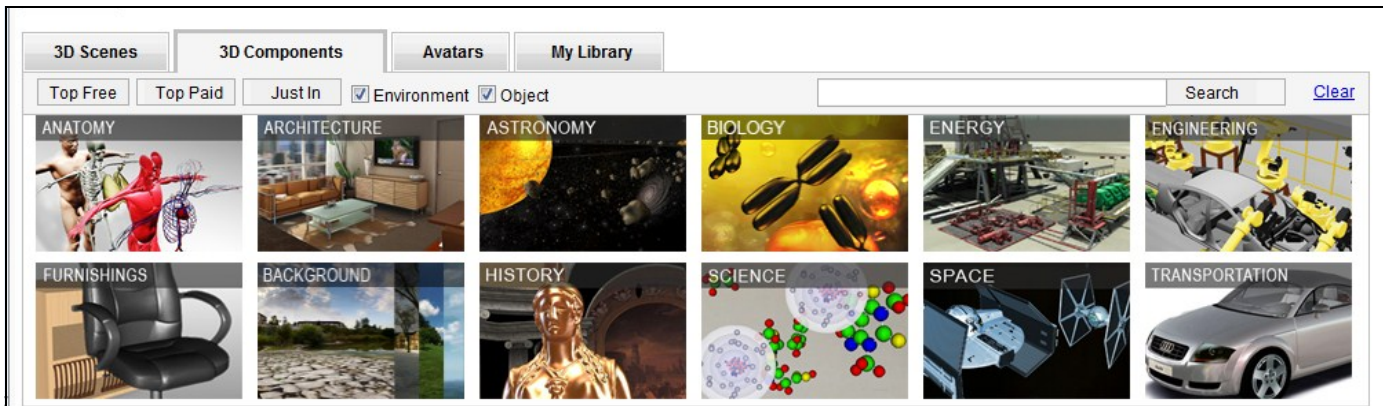 3D Scenes 3D Components Avatars My Library
Top Free Top Paid Just In Environment Object Search Clear
ANATOMY ARCHITECTURE ASTRONOMY BIOLOGY ENERGY ENGINEERING
FURNISHINGS BACKGROUND HISTORY SCIENCE SPACE TRANSPORTATION